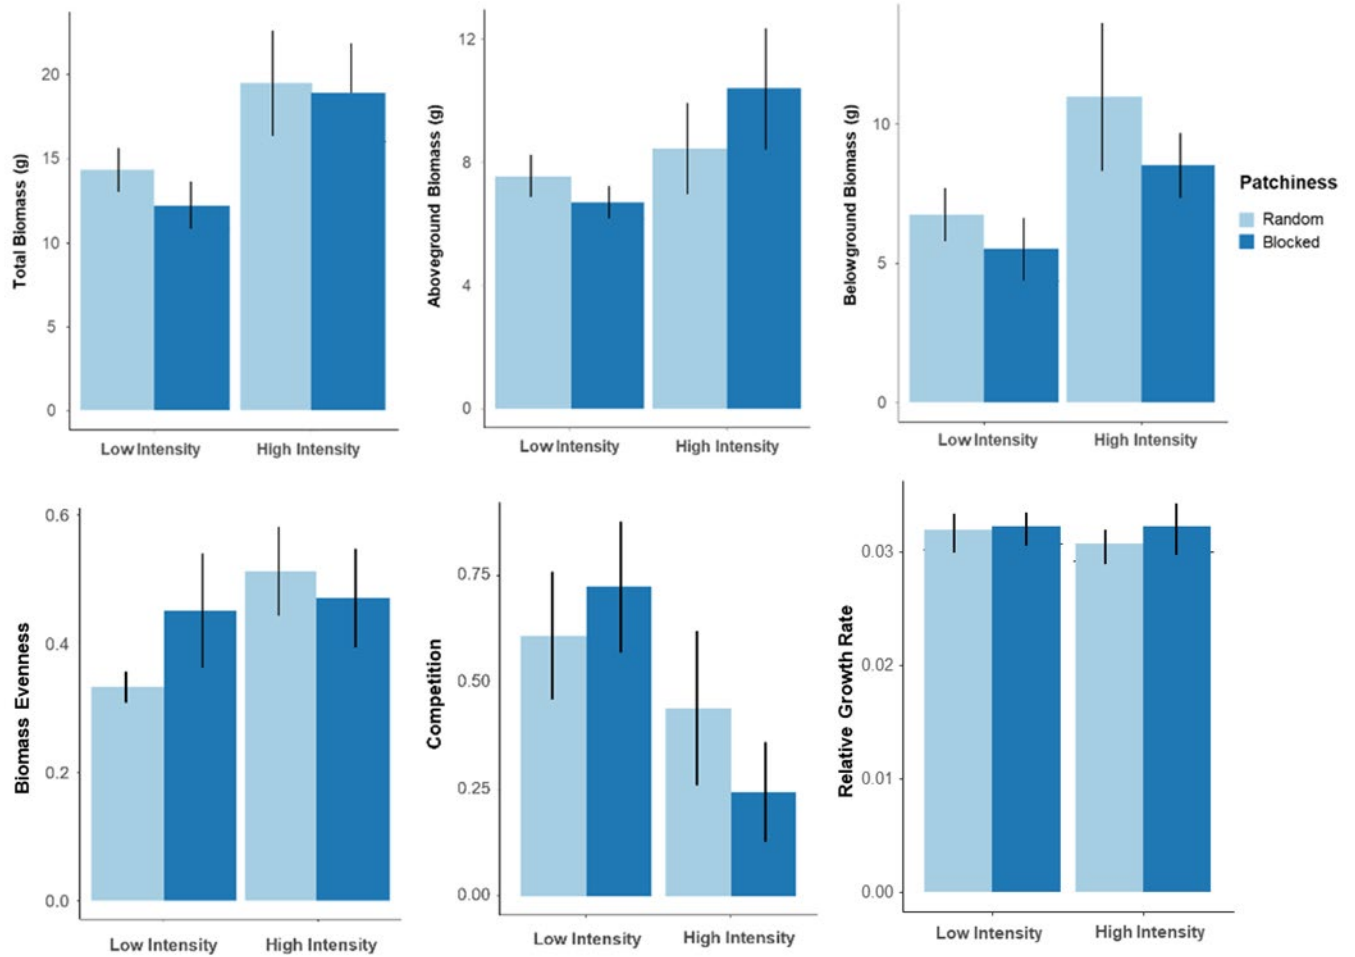 Total Biomass (g)
20
15
10
5
0
Low Intensity
High Intensity
Aboveground Biomass (g)
12
8
4
0
Low Intensity
High Intensity
Belowground Biomass (g)
10
5
0
Low Intensity
High Intensity
Patchiness
Random
Blocked
Biomass Evenness
0.6
0.4
0.2
0.0
Low Intensity
High Intensity
Competition
0.75
0.50
0.25
0.00
Low Intensity
High Intensity
Relative Growth Rate
0.03
0.02
0.01
0.00
Low Intensity
High Intensity